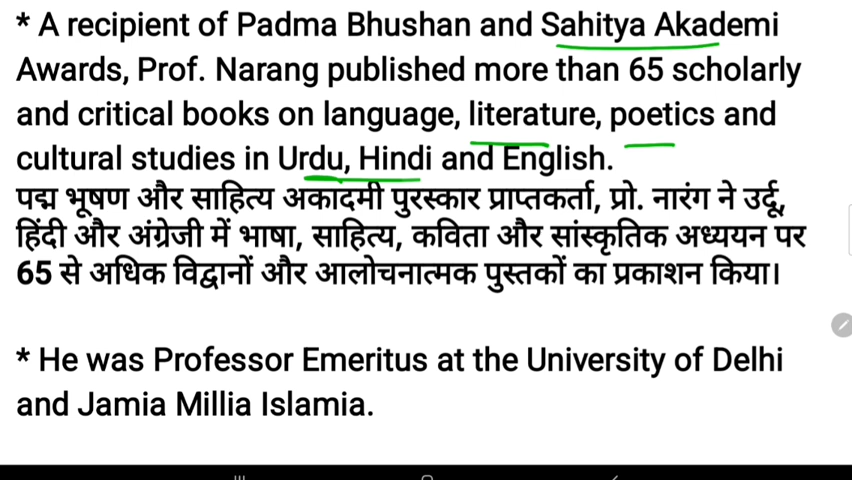 * A recipient of Padma Bhushan and Sahitya Akademi
Awards, Prof. Narang published more than 65 scholarly
and critical books on language, literature, poetics and
cultural studies in Urdu, Hindi and English.
पद्म भूषण और साहित्य अकादमी पुरस्कार प्राप्तकर्ता, प्रो. नारंग ने उर्दू,
हिंदी और अंग्रेजी में भाषा, साहित्य, कविता और सांस्कृतिक अध्ययन पर
65 से अधिक विद्वानों और आलोचनात्मक पुस्तकों का प्रकाशन किया।
* He was Professor Emeritus at the University of Delhi
and Jamia Millia Islamia.